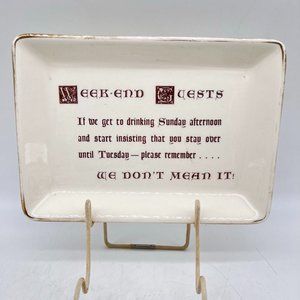 WEEK-END GUESTS
If we get to drinking Sunday afternoon
and start insisting that you stay over
until Tuesday — please remember ....
WE DON'T MEAN IT!